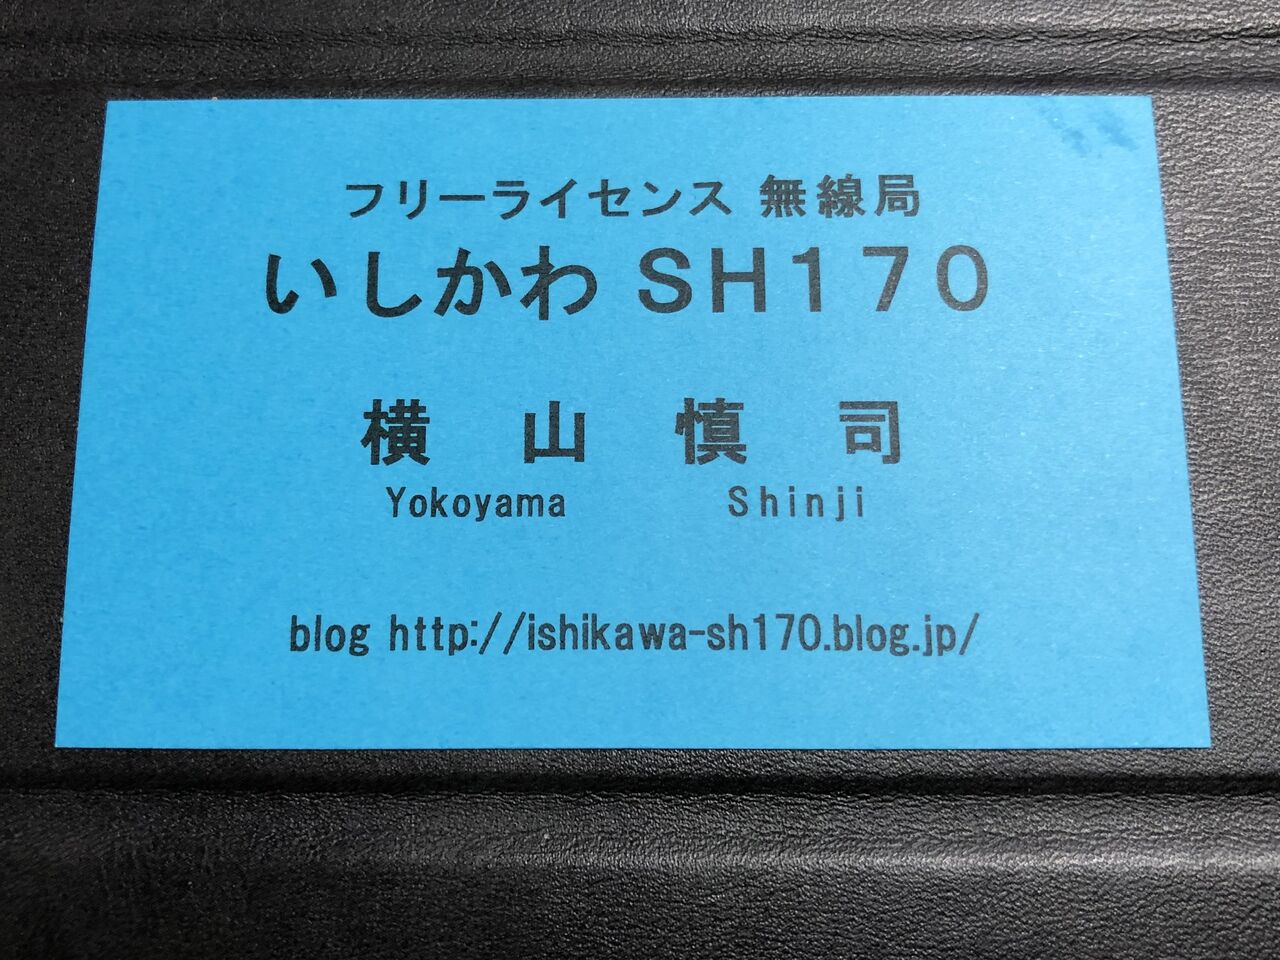 フリーライセンス 無線局
いしかわ ＳＨ１７０
横 山 慎 司
Yokoyama Shinji
blog http://ishikawa-sh170.blog.jp/